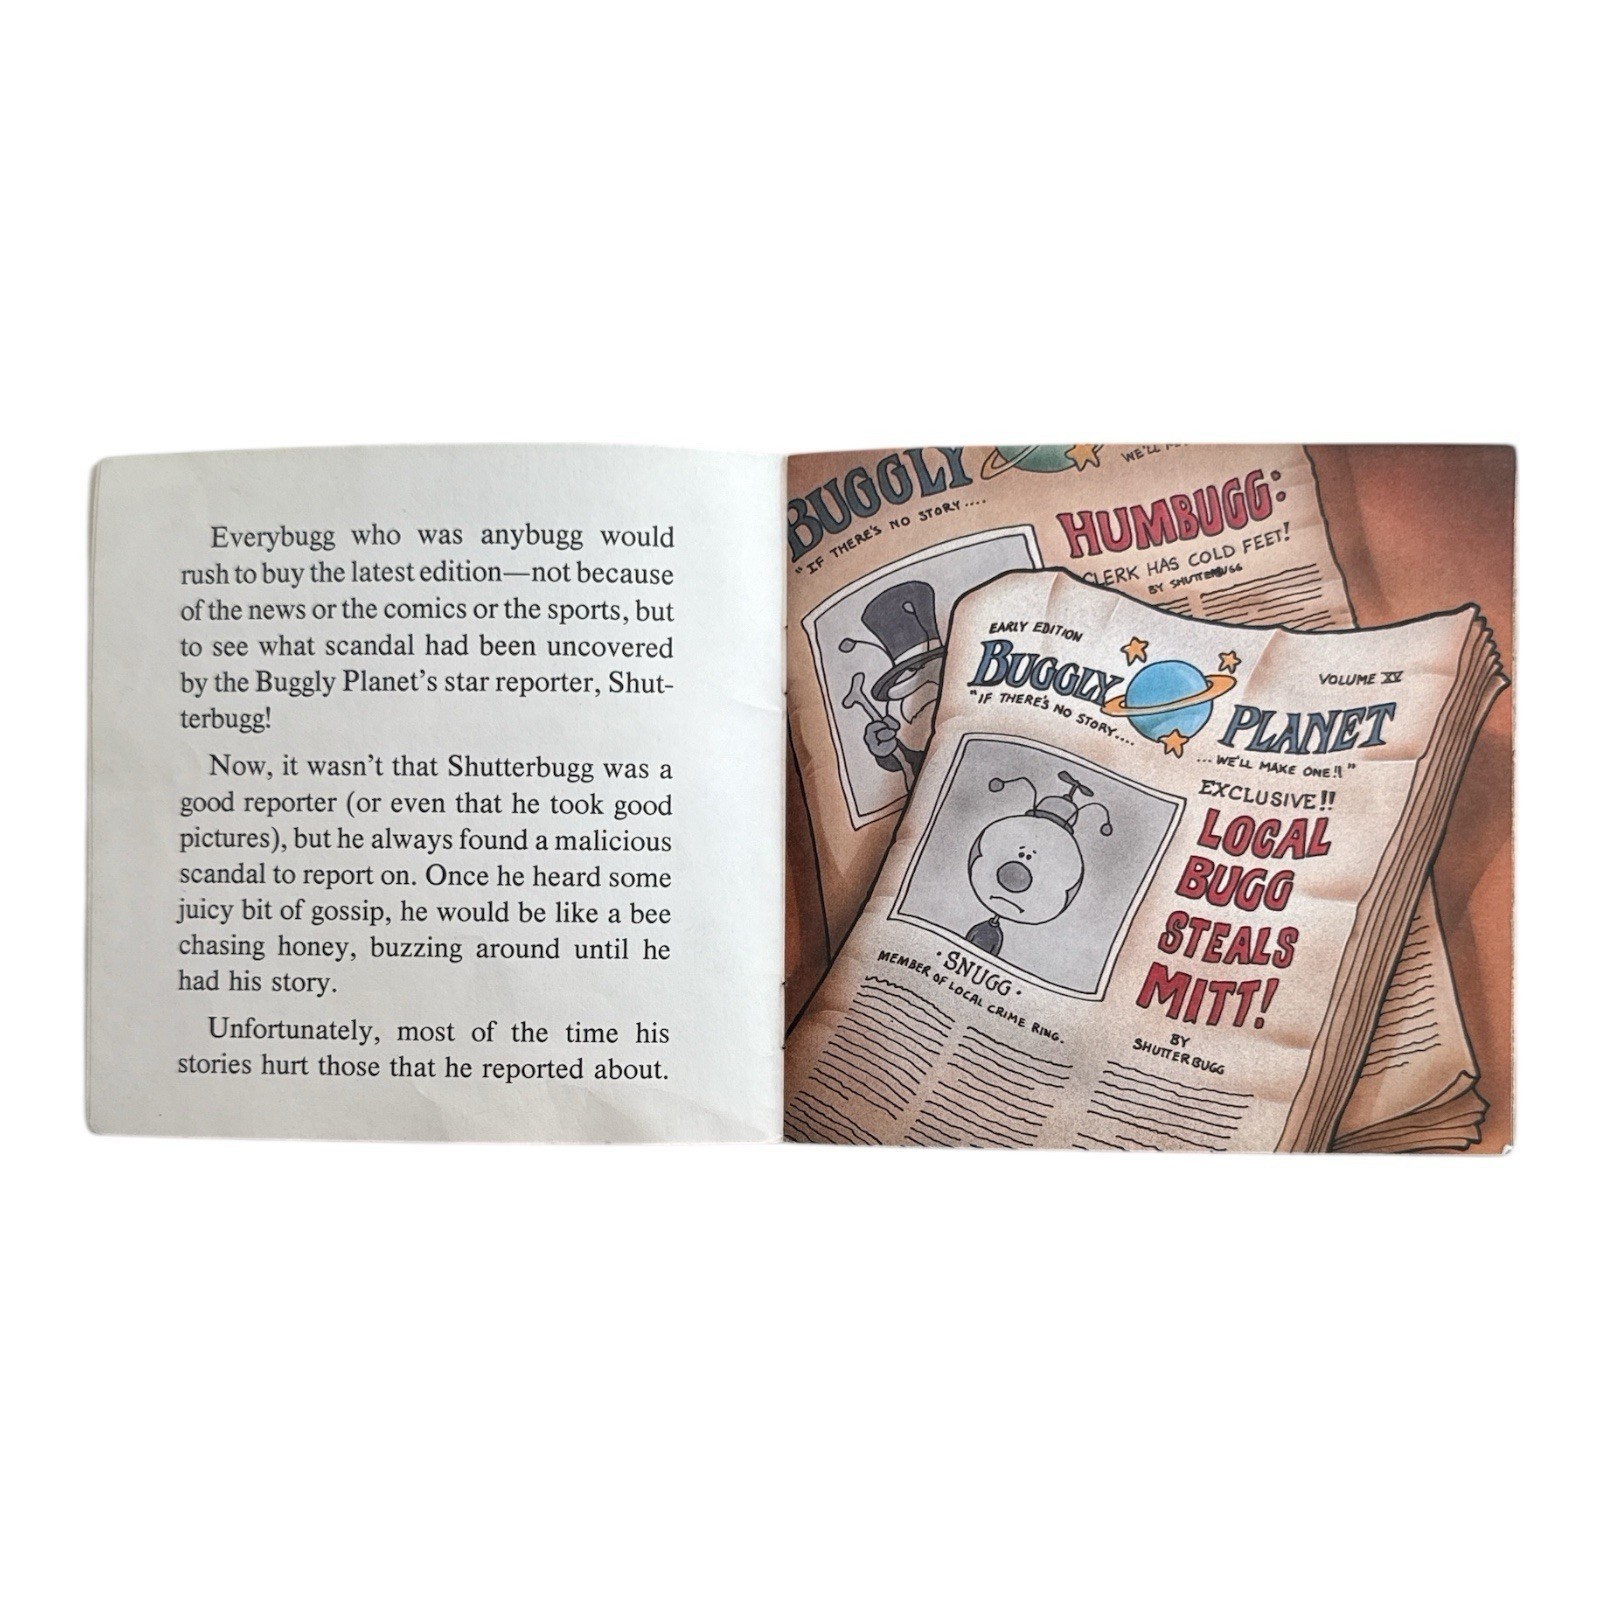 Everybugg who was anybugg would
rush to buy the latest edition—not because
of the news or the comics or the sports, but
to see what scandal had been uncovered
by the Buggly Planet's star reporter, Shut-
terbugg!
Now, it wasn't that Shutterbugg was a
good reporter (or even that he took good
pictures), but he always found a malicious
scandal to report on. Once he heard some
juicy bit of gossip, he would be like a bee
chasing honey, buzzing around until he
had his story.
Unfortunately, most of the time his
stories hurt those that he reported about.
BUGGLY
"IF THERE'S NO STORY....
WE'LL
HUMBUGG:
CLERK HAS COLD FEET!
BY SHUTTERBUGG
EARLY EDITION
BUGGLY PLANET
VOLUME XV
"IF THERE'S NO STORY....
...WE'LL MAKE ONE!!"
EXCLUSIVE!!
LOCAL
BUGG
STEALS
MITT!
BY
SHUTTERBUGG
·SNUGG·
MEMBER OF LOCAL CRIME RING.